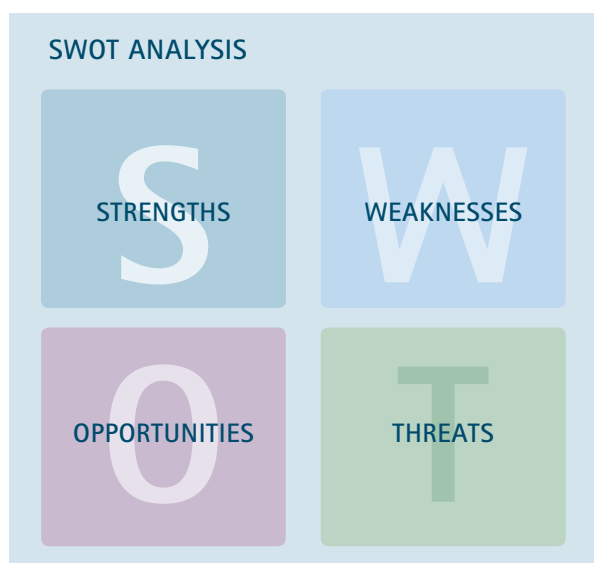 SWOT ANALYSIS
S
STRENGTHS
W
WEAKNESSES
O
OPPORTUNITIES
T
THREATS